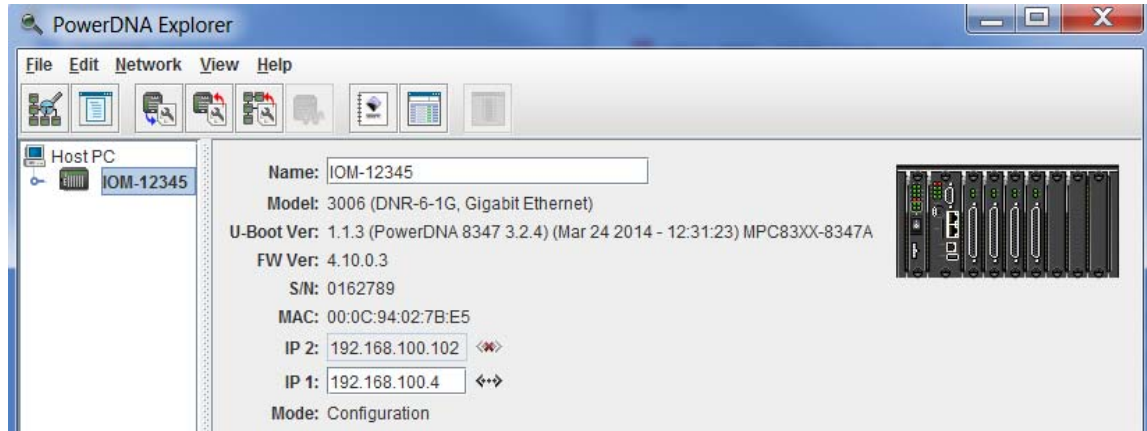 PowerDNA Explorer
File Edit Network View Help
Host PC
IOM-12345
Name: IOM-12345
Model: 3006 (DNR-6-1G, Gigabit Ethernet)
U-Boot Ver: 1.1.3 (PowerDNA 8347 3.2.4) (Mar 24 2014 - 12:31:23) MPC83XX-8347A
FW Ver: 4.10.0.3
S/N: 0162789
MAC: 00:0C:94:02:7B:E5
IP 2: 192.168.100.102
IP 1: 192.168.100.4
Mode: Configuration